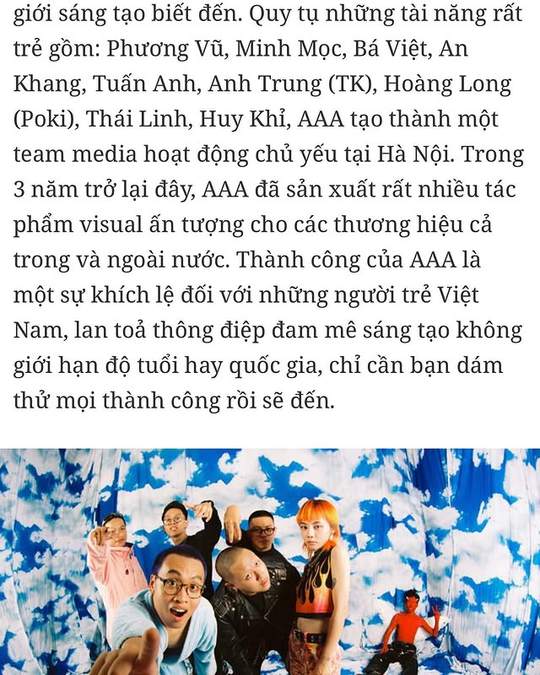 giới sáng tạo biết đến. Quy tụ những tài năng rất
trẻ gồm: Phương Vũ, Minh Mọc, Bá Việt, An
Khang, Tuấn Anh, Anh Trung (TK), Hoàng Long
(Poki), Thái Linh, Huy Khỉ, AAA tạo thành một
team media hoạt động chủ yếu tại Hà Nội. Trong
3 năm trở lại đây, AAA đã sản xuất rất nhiều tác
phẩm visual ấn tượng cho các thương hiệu cả
trong và ngoài nước. Thành công của AAA là
một sự khích lệ đối với những người trẻ Việt
Nam, lan toả thông điệp đam mê sáng tạo không
giới hạn độ tuổi hay quốc gia, chỉ cần bạn dám
thử mọi thành công rồi sẽ đến.